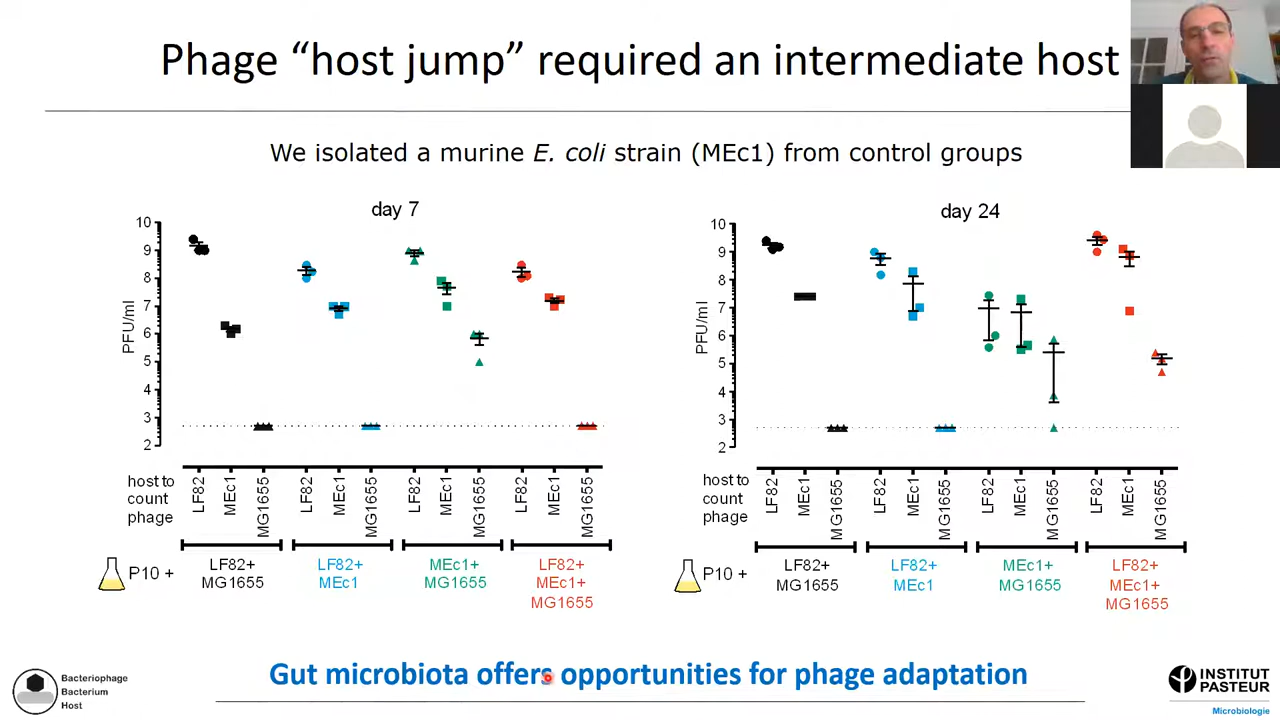 Phage “host jump” required an intermediate host
We isolated a murine E. coli strain (MEc1) from control groups
day 7
10
9
8
7
6
5
4
3
2
PFU/ml
host to
count
phage
LF82
MEc1
MG1655
LF82
MEc1
MG1655
LF82
MEc1
MG1655
LF82
MEc1
MG1655
P10 +
LF82+
MG1655
LF82+
MEc1
MEc1+
MG1655
LF82+
MEc1+
MG1655
day 24
10
9
8
7
6
5
4
3
2
PFU/ml
host to
count
phage
LF82
MEc1
MG1655
LF82
MEc1
MG1655
LF82
MEc1
MG1655
LF82
MEc1
MG1655
P10 +
LF82+
MG1655
LF82+
MEc1
MEc1+
MG1655
LF82+
MEc1+
MG1655
Gut microbiota offers opportunities for phage adaptation
Bacteriophage
Bacterium
Host
INSTITUT
PASTEUR
Microbiologie